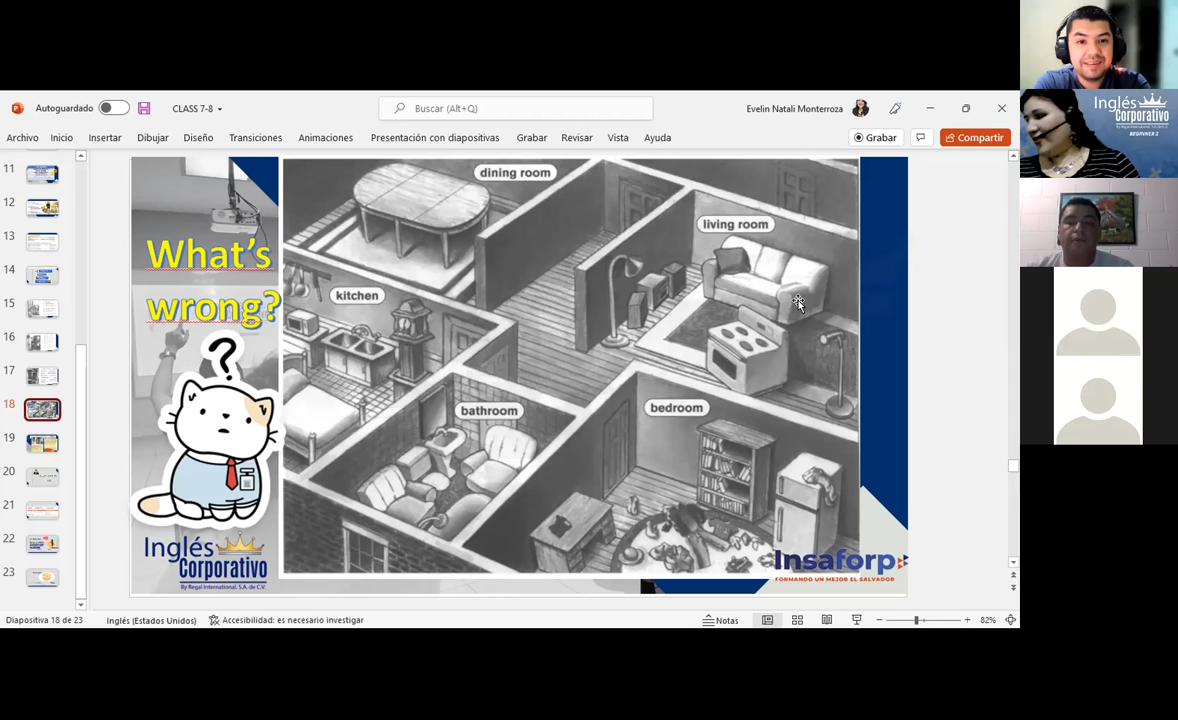 Autoguardado
CLASS 7-8
Buscar (Alt+Q)
Evelin Natali Monterroza
Archivo Inicio Insertar Dibujar Diseño Transiciones Animaciones Presentación con diapositivas Grabar Revisar Vista Ayuda
Grabar
Compartir
11
12
13
14
15
16
17
18
19
20
21
22
23
What's
wrong?
dining room
living room
kitchen
bathroom
bedroom
Inglés
Corporativo
By Regal International, S.A. de C.V.
Insaforp
FORMANDO UN MEJOR EL SALVADOR
Inglés
Corporativo
By Regal International, S.A. de C.V.
BEGINNER 2
Diapositiva 18 de 23
Inglés (Estados Unidos)
Accesibilidad: es necesario investigar
Notas
82%